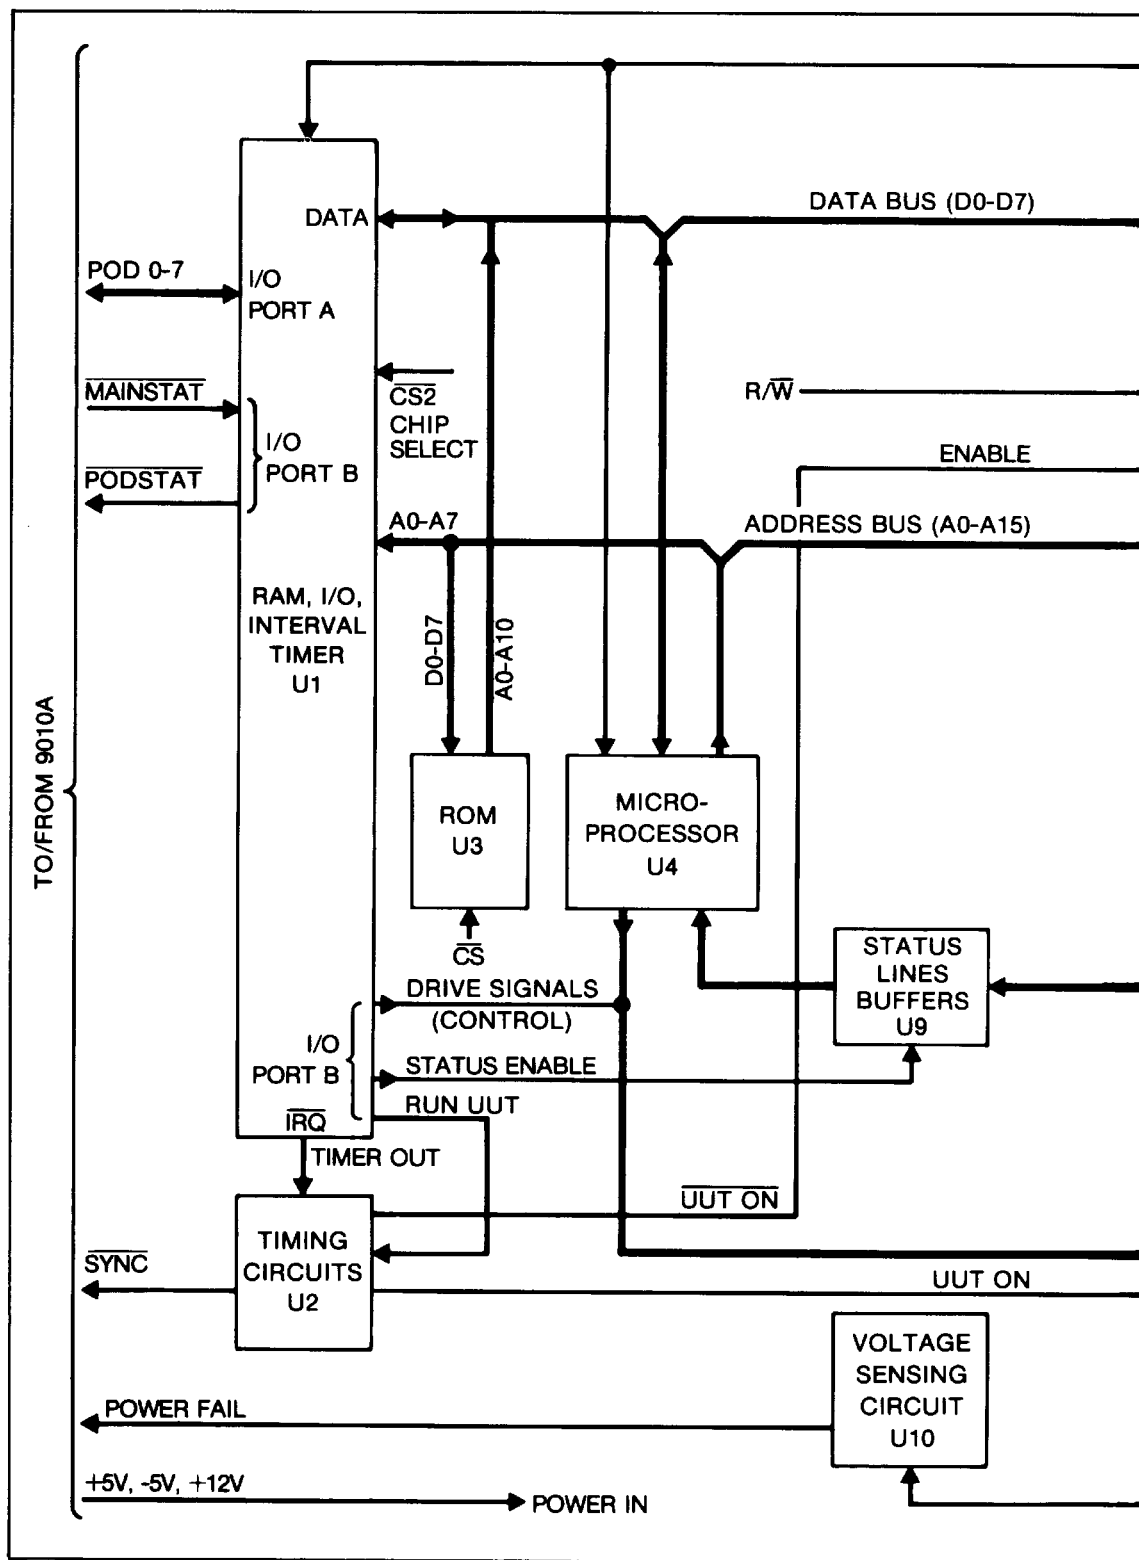 DATA
DATA BUS (D0-D7)
POD 0-7
I/O
PORT A
MAINSTAT
CS2
CHIP
SELECT
R/W
I/O
PORT B
PODSTAT
ENABLE
A0-A7
ADDRESS BUS (A0-A15)
RAM, I/O,
INTERVAL
TIMER
U1
D0-D7
A0-A10
TO/FROM 9010A
ROM
U3
MICRO-
PROCESSOR
U4
CS
STATUS
LINES
BUFFERS
U9
DRIVE SIGNALS
(CONTROL)
I/O
PORT B
STATUS ENABLE
RUN UUT
IRQ
TIMER OUT
UUT ON
TIMING
CIRCUITS
U2
SYNC
UUT ON
VOLTAGE
SENSING
CIRCUIT
U10
POWER FAIL
+5V, -5V, +12V
POWER IN